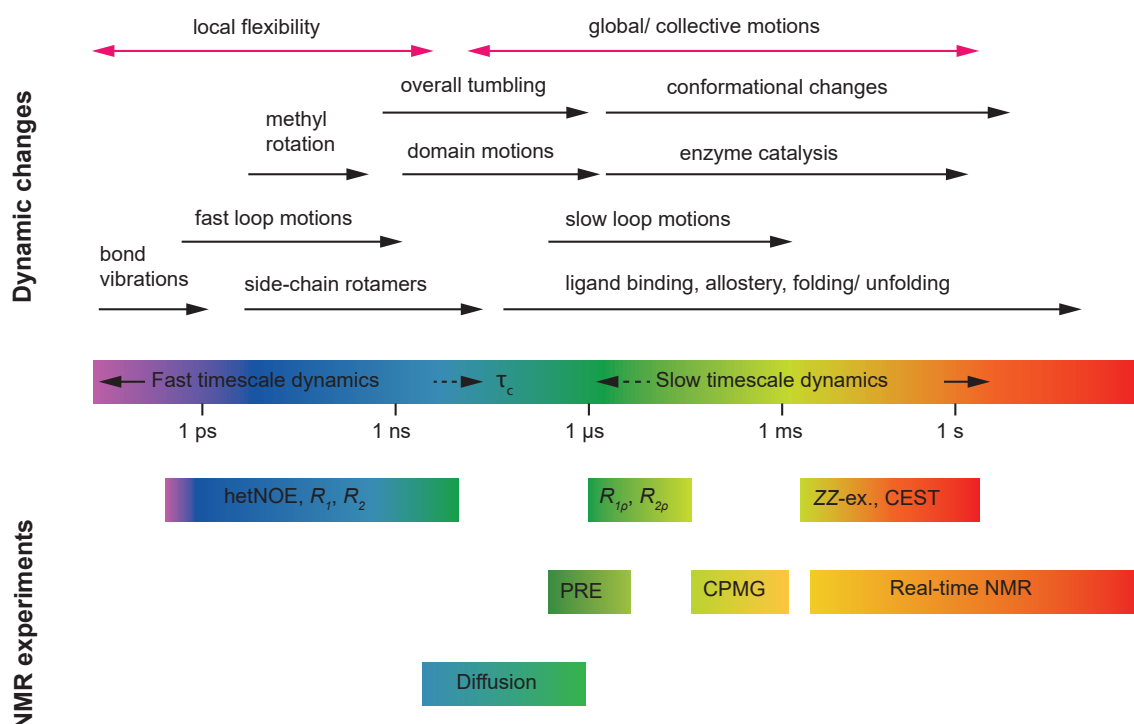 local flexibility
global/ collective motions
overall tumbling
conformational changes
methyl
rotation
domain motions
enzyme catalysis
fast loop motions
slow loop motions
bond
vibrations
side-chain rotamers
ligand binding, allostery, folding/ unfolding
Dynamic changes
Fast timescale dynamics
τc
Slow timescale dynamics
1 ps
1 ns
1 μs
1 ms
1 s
hetNOE, R1, R2
R1ρ, R2ρ
ZZ-ex., CEST
PRE
CPMG
Real-time NMR
Diffusion
NMR experiments